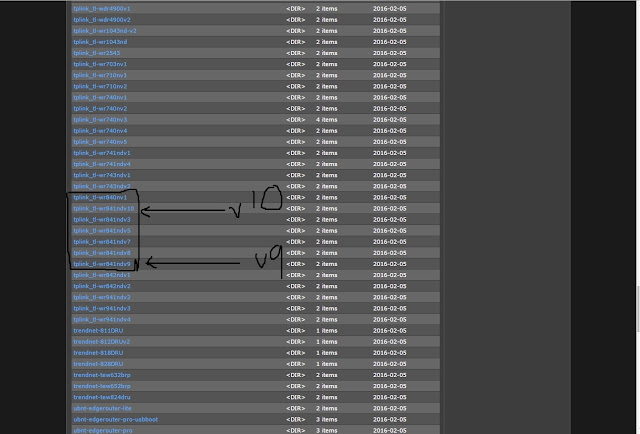 tplink_tl-wdr4900v1 <DIR> 2 items 2016-02-05
tplink_tl-wdr4900v2 <DIR> 2 items 2016-02-05
tplink_tl-wr1043nd-v2 <DIR> 2 items 2016-02-05
tplink_tl-wr1043nd <DIR> 2 items 2016-02-05
tplink_tl-wr2543 <DIR> 2 items 2016-02-05
tplink_tl-wr703nv1 <DIR> 2 items 2016-02-05
tplink_tl-wr710nv1 <DIR> 2 items 2016-02-05
tplink_tl-wr710nv2 <DIR> 2 items 2016-02-05
tplink_tl-wr740nv1 <DIR> 2 items 2016-02-05
tplink_tl-wr740nv2 <DIR> 2 items 2016-02-05
tplink_tl-wr740nv3 <DIR> 4 items 2016-02-05
tplink_tl-wr740nv4 <DIR> 2 items 2016-02-05
tplink_tl-wr740nv5 <DIR> 2 items 2016-02-05
tplink_tl-wr741ndv1 <DIR> 2 items 2016-02-05
tplink_tl-wr741ndv4 <DIR> 2 items 2016-02-05
tplink_tl-wr743ndv1 <DIR> 2 items 2016-02-05
tplink_tl-wr743ndv2 <DIR> 2 items 2016-02-05
tplink_tl-wr840nv1 <DIR> 2 items 2016-02-05
tplink_tl-wr841ndv10 v10 <DIR> 2 items 2016-02-05
tplink_tl-wr841ndv3 <DIR> 2 items 2016-02-05
tplink_tl-wr841ndv5 <DIR> 2 items 2016-02-05
tplink_tl-wr841ndv7 <DIR> 2 items 2016-02-05
tplink_tl-wr841ndv8 <DIR> 2 items 2016-02-05
tplink_tl-wr841ndv9 v9 <DIR> 2 items 2016-02-05
tplink_tl-wr842ndv1 <DIR> 2 items 2016-02-05
tplink_tl-wr842ndv2 <DIR> 2 items 2016-02-05
tplink_tl-wr941ndv2 <DIR> 2 items 2016-02-05
tplink_tl-wr941ndv3 <DIR> 2 items 2016-02-05
tplink_tl-wr941ndv4 <DIR> 2 items 2016-02-05
trendnet-811DRU <DIR> 1 items 2016-02-05
trendnet-812DRUv2 <DIR> 1 items 2016-02-05
trendnet-818DRU <DIR> 1 items 2016-02-05
trendnet-828DRU <DIR> 1 items 2016-02-05
trendnet-tew632brp <DIR> 2 items 2016-02-05
trendnet-tew652brp <DIR> 2 items 2016-02-05
trendnet-tew824dru <DIR> 2 items 2016-02-05
ubnt-edgerouter-lite <DIR> 2 items 2016-02-05
ubnt-edgerouter-pro-usbboot <DIR> 3 items 2016-02-05
ubnt-edgerouter-pro <DIR> 3 items 2016-02-05